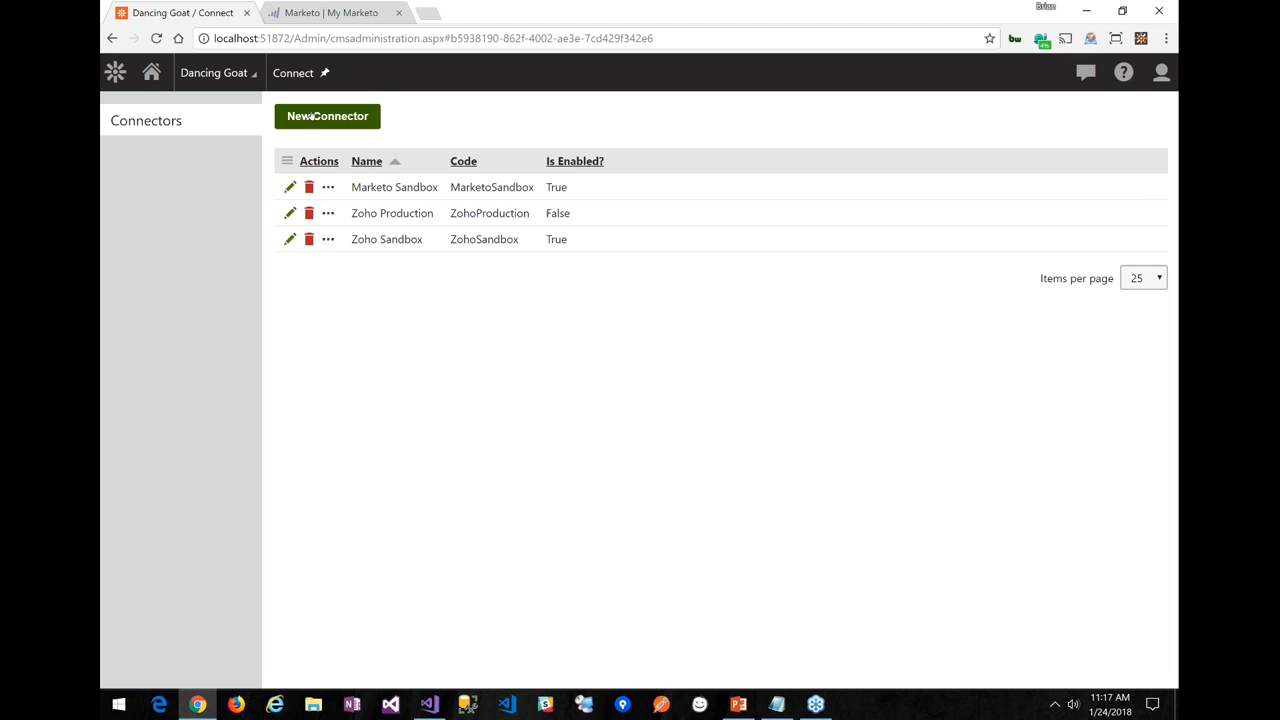 Dancing Goat / Connect
Marketo | My Marketo
Brian
localhost:51872/Admin/cmsadministration.aspx#b5938190-862f-4002-ae3e-7cd429f342e6
4%
Dancing Goat
Connect
Connectors
New Connector
Actions Name Code Is Enabled?
Marketo Sandbox MarketoSandbox True
Zoho Production ZohoProduction False
Zoho Sandbox ZohoSandbox True
Items per page 25
11:17 AM
1/24/2018